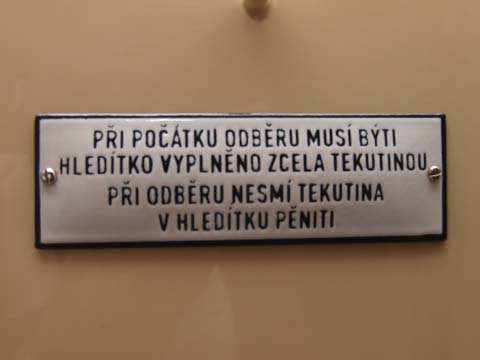 PŘI POČÁTKU ODBĚRU MUSÍ BÝTI
HLEDÍTKO VYPLNĚNO ZCELA TEKUTINOU
PŘI ODBĚRU NESMÍ TEKUTINA
V HLEDÍTKU PĚNITI